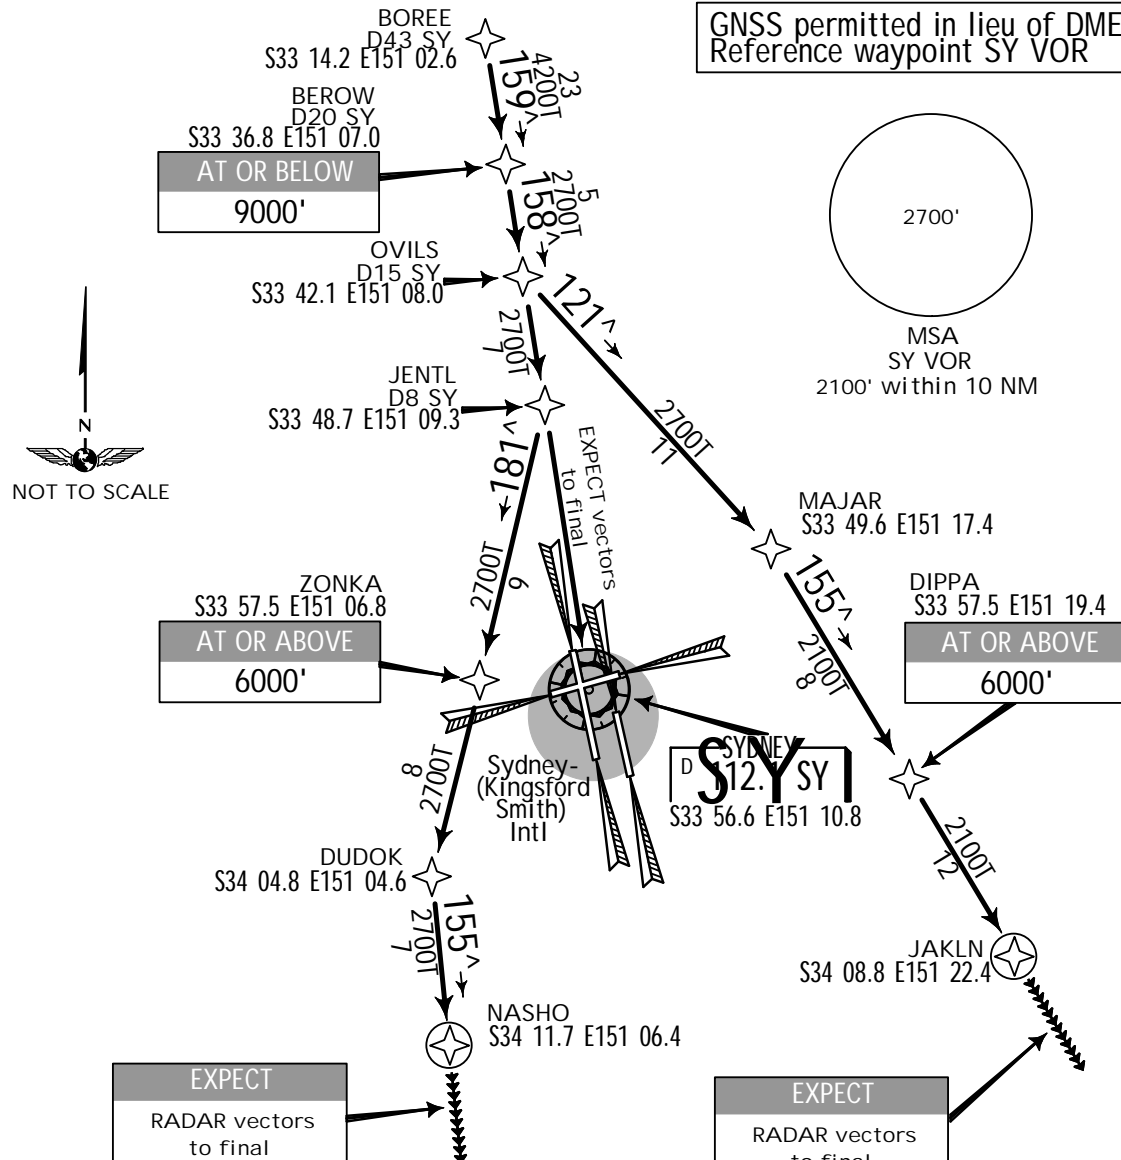 BOREE
D43 SY
S33 14.2 E151 02.6
GNSS permitted in lieu of DME
Reference waypoint SY VOR
23
4200T
159^
BEROW
D20 SY
S33 36.8 E151 07.0
AT OR BELOW
9000'
5
2700T
158^
2700'
MSA
SY VOR
2100' within 10 NM
OVILS
D15 SY
S33 42.1 E151 08.0
121^
2700T
7
JENTL
D8 SY
S33 48.7 E151 09.3
2700T
11
N
NOT TO SCALE
181^
EXPECT vectors
to final
MAJAR
S33 49.6 E151 17.4
2700T
9
155^
2100T
8
ZONKA
S33 57.5 E151 06.8
AT OR ABOVE
6000'
DIPPA
S33 57.5 E151 19.4
AT OR ABOVE
6000'
Sydney-
(Kingsford
Smith)
Intl
SYDNEY
D 112.1 SY
SY
S33 56.6 E151 10.8
8
2700T
2100T
12
DUDOK
S34 04.8 E151 04.6
155^
2700T
7
JAKLN
S34 08.8 E151 22.4
NASHO
S34 11.7 E151 06.4
EXPECT
RADAR vectors
to final
EXPECT
RADAR vectors
to final